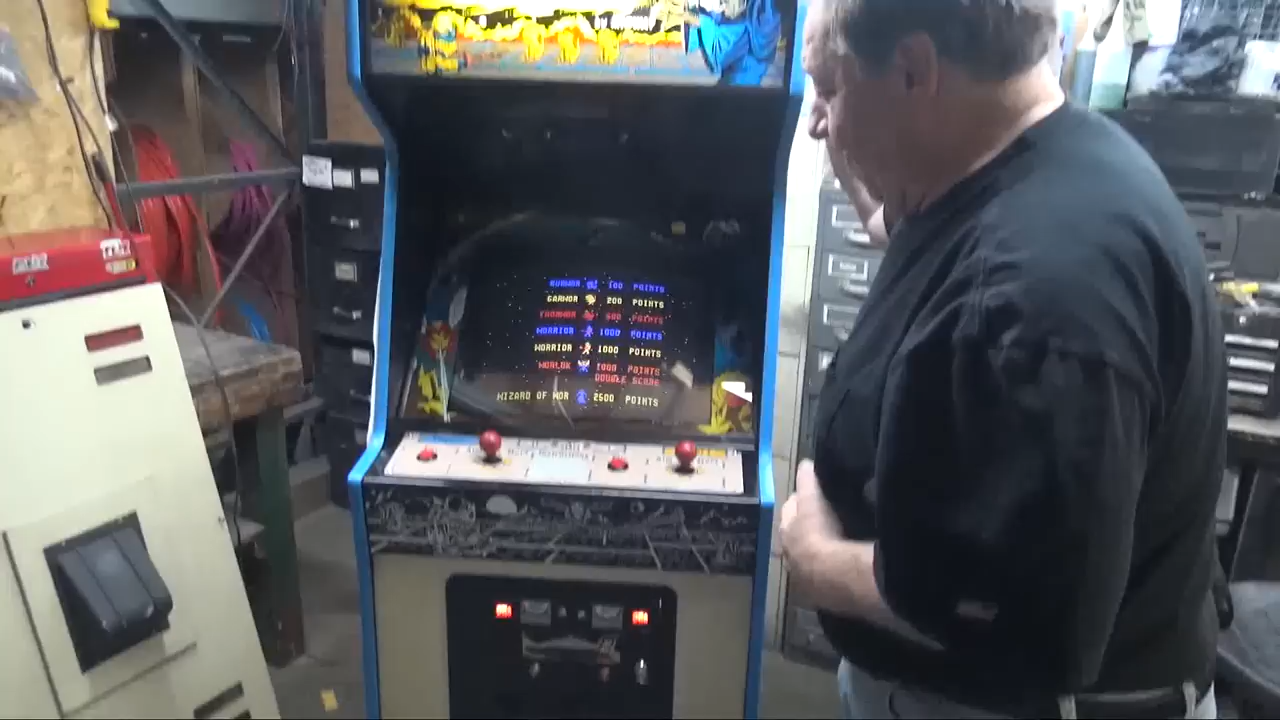 BURWOR 100 POINTS
GARWOR 200 POINTS
THORWOR 500 POINTS
WORRIOR 1000 POINTS
WORRIOR 1000 POINTS
WORLUK 1000 POINTS
DOUBLE SCORE
WIZARD OF WOR 2500 POINTS